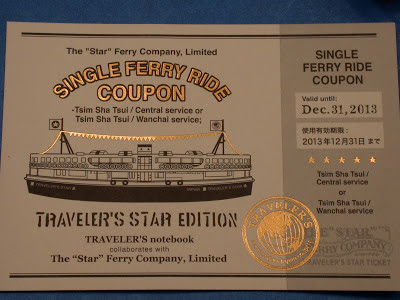 The "Star" Ferry Company, Limited
SINGLE FERRY RIDE
COUPON
-Tsim Sha Tsui / Central service or
Tsim Sha Tsui / Wanchai service;
TRAVELER'S STAR EDITION
TRAVELER'S notebook
collaborates with
The "Star" Ferry Company, Limited
TRAVELER'S
SINGLE
FERRY RIDE
COUPON
Valid until:
Dec.31,2013
使用有効期限:
2013年12月31日 まで
Tsim Sha Tsui /
Central service
or
Tsim Sha Tsui /
Wanchai service
THE "STAR"
FERRY COMPANY
TRAVELER'S STAR TICKET